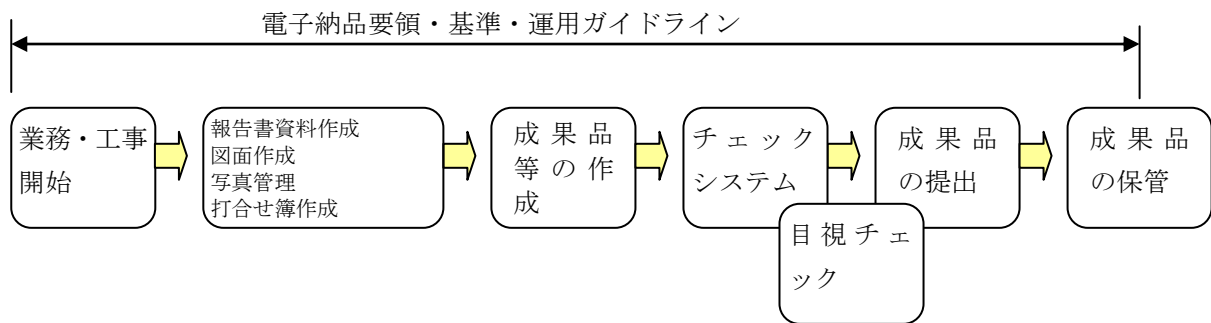 電子納品要領・基準・運用ガイドライン
業務・工事
開始
報告書資料作成
図面作成
写真管理
打合せ簿作成
成果品
等の作
成
チェック
システム
目視チェ
ック
成果品
の提出
成果品
の保管